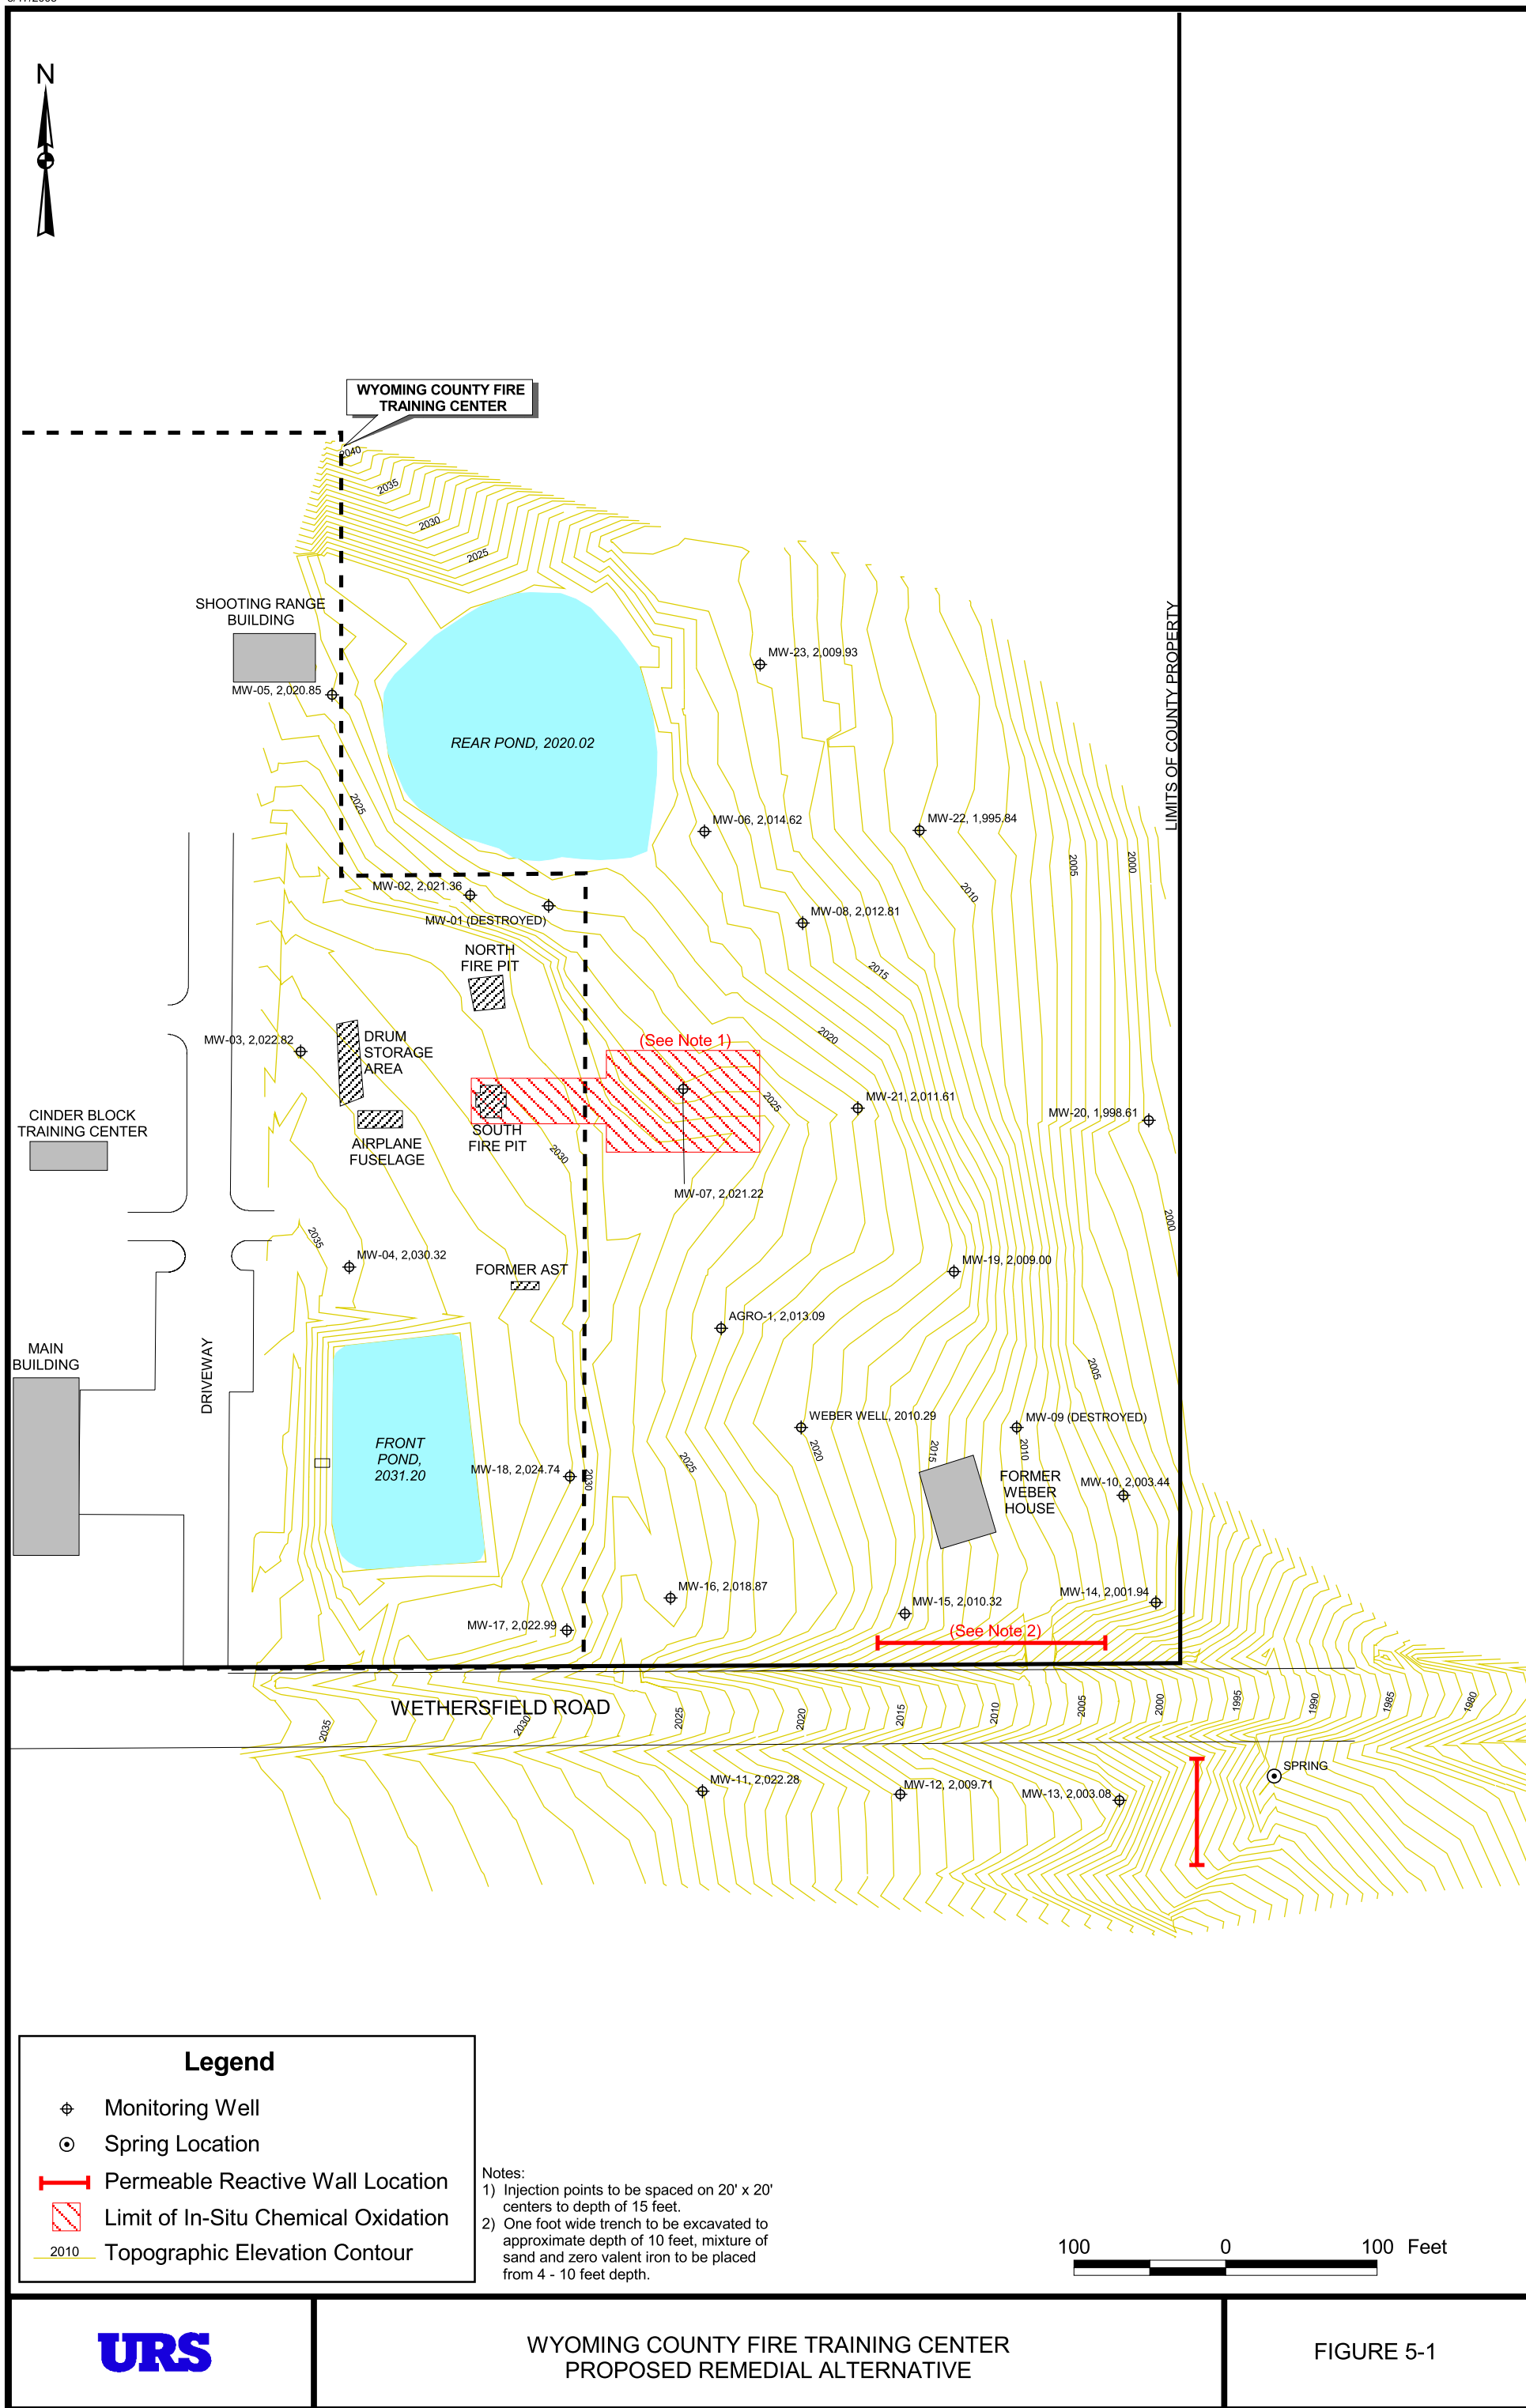 N
WYOMING COUNTY FIRE
TRAINING CENTER
2040
2035
2030
2025
SHOOTING RANGE
BUILDING
MW-05, 2,020.85
REAR POND, 2020.02
MW-23, 2,009.93
LIMITS OF COUNTY PROPERTY
2025
MW-06, 2,014.62
MW-22, 1,995.84
2005
2000
2010
MW-02, 2,021.36
MW-01 (DESTROYED)
MW-08, 2,012.81
NORTH
FIRE PIT
2015
2020
MW-03, 2,022.82
DRUM
STORAGE
AREA
(See Note 1)
2025
MW-21, 2,011.61
MW-20, 1,998.61
CINDER BLOCK
TRAINING CENTER
AIRPLANE
FUSELAGE
SOUTH
FIRE PIT
2030
MW-07, 2,021.22
2000
2035
MW-04, 2,030.32
FORMER AST
MW-19, 2,009.00
AGRO-1, 2,013.09
MAIN
BUILDING
DRIVEWAY
2005
FRONT
POND,
2031.20
WEBER WELL, 2010.29
MW-09 (DESTROYED)
2025
2020
2015
2010
MW-18, 2,024.74
2030
FORMER
WEBER
HOUSE
MW-10, 2,003.44
MW-16, 2,018.87
MW-14, 2,001.94
MW-15, 2,010.32
MW-17, 2,022.99
(See Note 2)
WETHERSFIELD ROAD
2035
2030
2025
2020
2015
2010
2005
2000
1995
1990
1985
1980
SPRING
MW-11, 2,022.28
MW-12, 2,009.71
MW-13, 2,003.08
Legend
Monitoring Well
Spring Location
Permeable Reactive Wall Location
Limit of In-Situ Chemical Oxidation
2010 Topographic Elevation Contour
Notes:
1) Injection points to be spaced on 20' x 20'
centers to depth of 15 feet.
2) One foot wide trench to be excavated to
approximate depth of 10 feet, mixture of
sand and zero valent iron to be placed
from 4 - 10 feet depth.
100 0 100 Feet
URS
WYOMING COUNTY FIRE TRAINING CENTER
PROPOSED REMEDIAL ALTERNATIVE
FIGURE 5-1